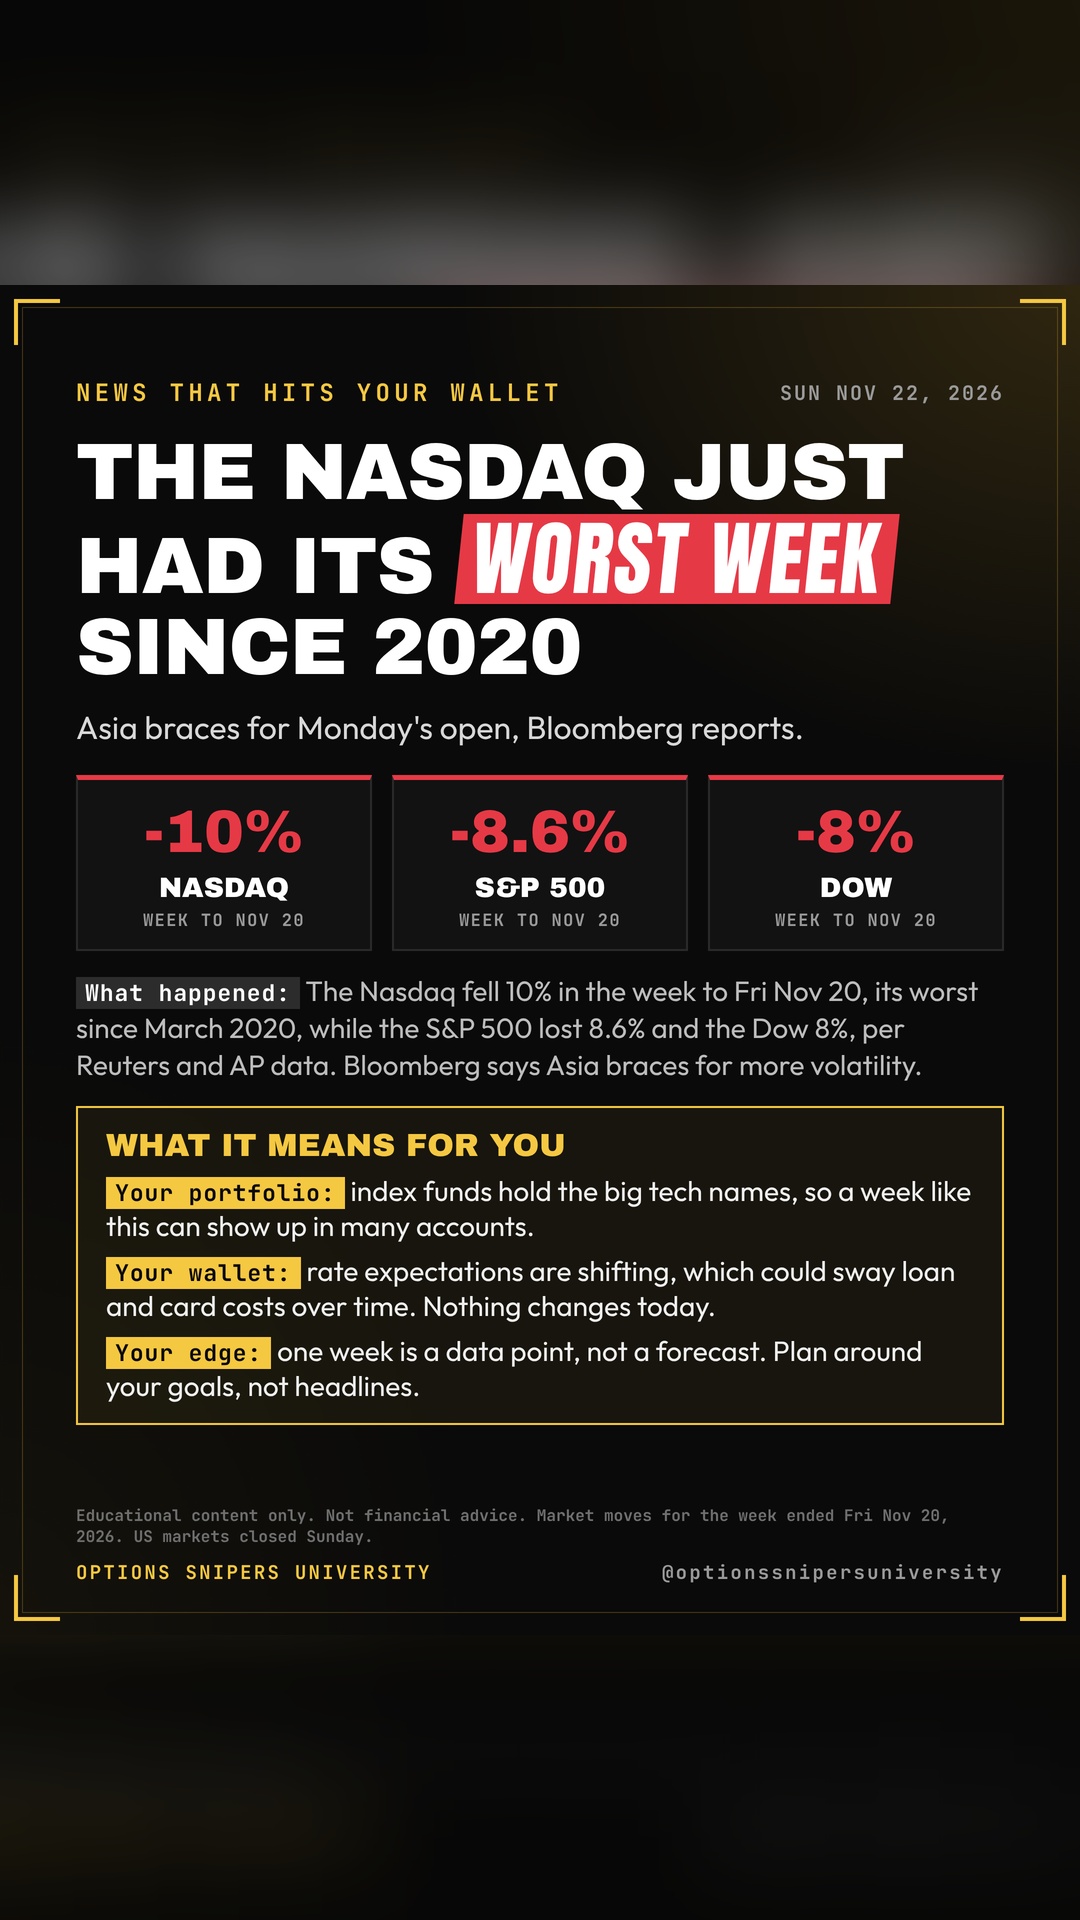 NEWS THAT HITS YOUR WALLET
SUN NOV 22, 2026
THE NASDAQ JUST
HAD ITS WORST WEEK
SINCE 2020
Asia braces for Monday's open, Bloomberg reports.
-10%
NASDAQ
WEEK TO NOV 20
-8.6%
S&P 500
WEEK TO NOV 20
-8%
DOW
WEEK TO NOV 20
What happened: The Nasdaq fell 10% in the week to Fri Nov 20, its worst
since March 2020, while the S&P 500 lost 8.6% and the Dow 8%, per
Reuters and AP data. Bloomberg says Asia braces for more volatility.
WHAT IT MEANS FOR YOU
Your portfolio: index funds hold the big tech names, so a week like
this can show up in many accounts.
Your wallet: rate expectations are shifting, which could sway loan
and card costs over time. Nothing changes today.
Your edge: one week is a data point, not a forecast. Plan around
your goals, not headlines.
Educational content only. Not financial advice. Market moves for the week ended Fri Nov 20,
2026. US markets closed Sunday.
OPTIONS SNIPERS UNIVERSITY
@optionssnipersuniversity